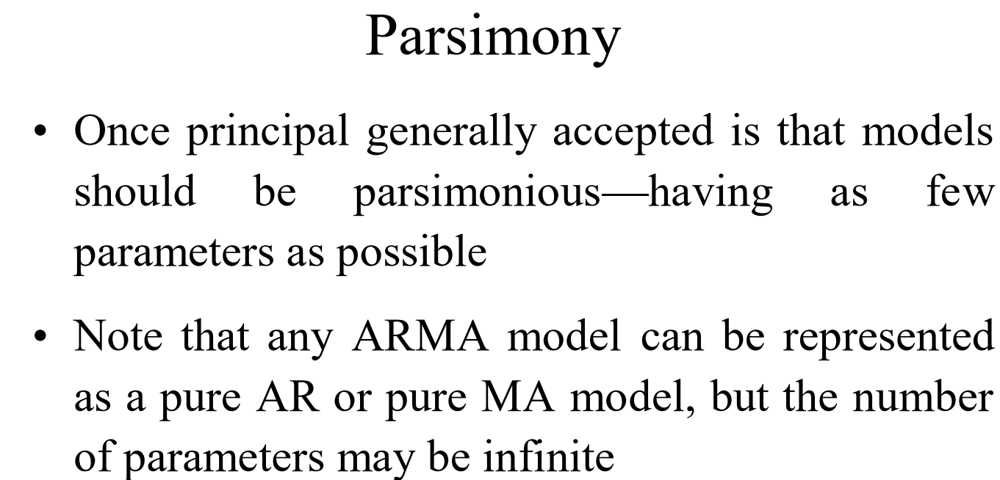 Parsimony
• Once principal generally accepted is that models
should be parsimonious—having as few
parameters as possible
• Note that any ARMA model can be represented
as a pure AR or pure MA model, but the number
of parameters may be infinite